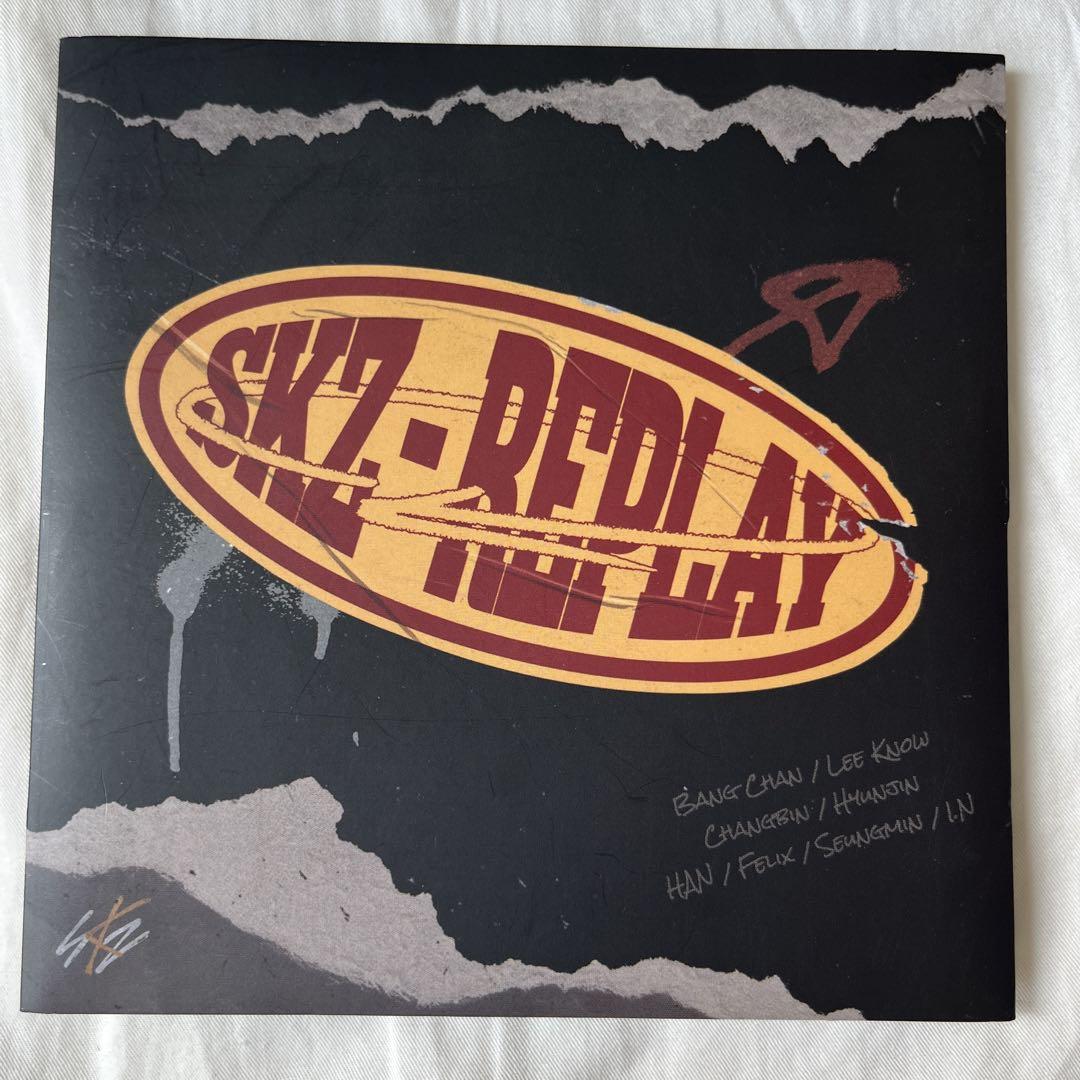 SKZ-REPLAY
BANG CHAN / LEE KNOW
CHANGBIN / HYUNJIN
HAN / FELIX / SEUNGMIN / I.N
SKZ